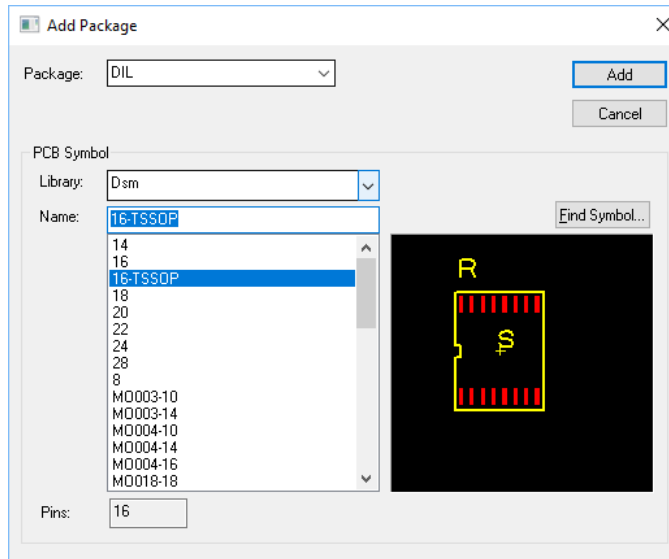 Add Package
Package: DIL
Add
Cancel
PCB Symbol
Library: Dsm
Name: 16-TSSOP
Find Symbol...
14
16
16-TSSOP
18
20
22
24
28
8
MO003-10
MO003-14
MO004-10
MO004-14
MO004-16
MO018-18
R
S
Pins: 16